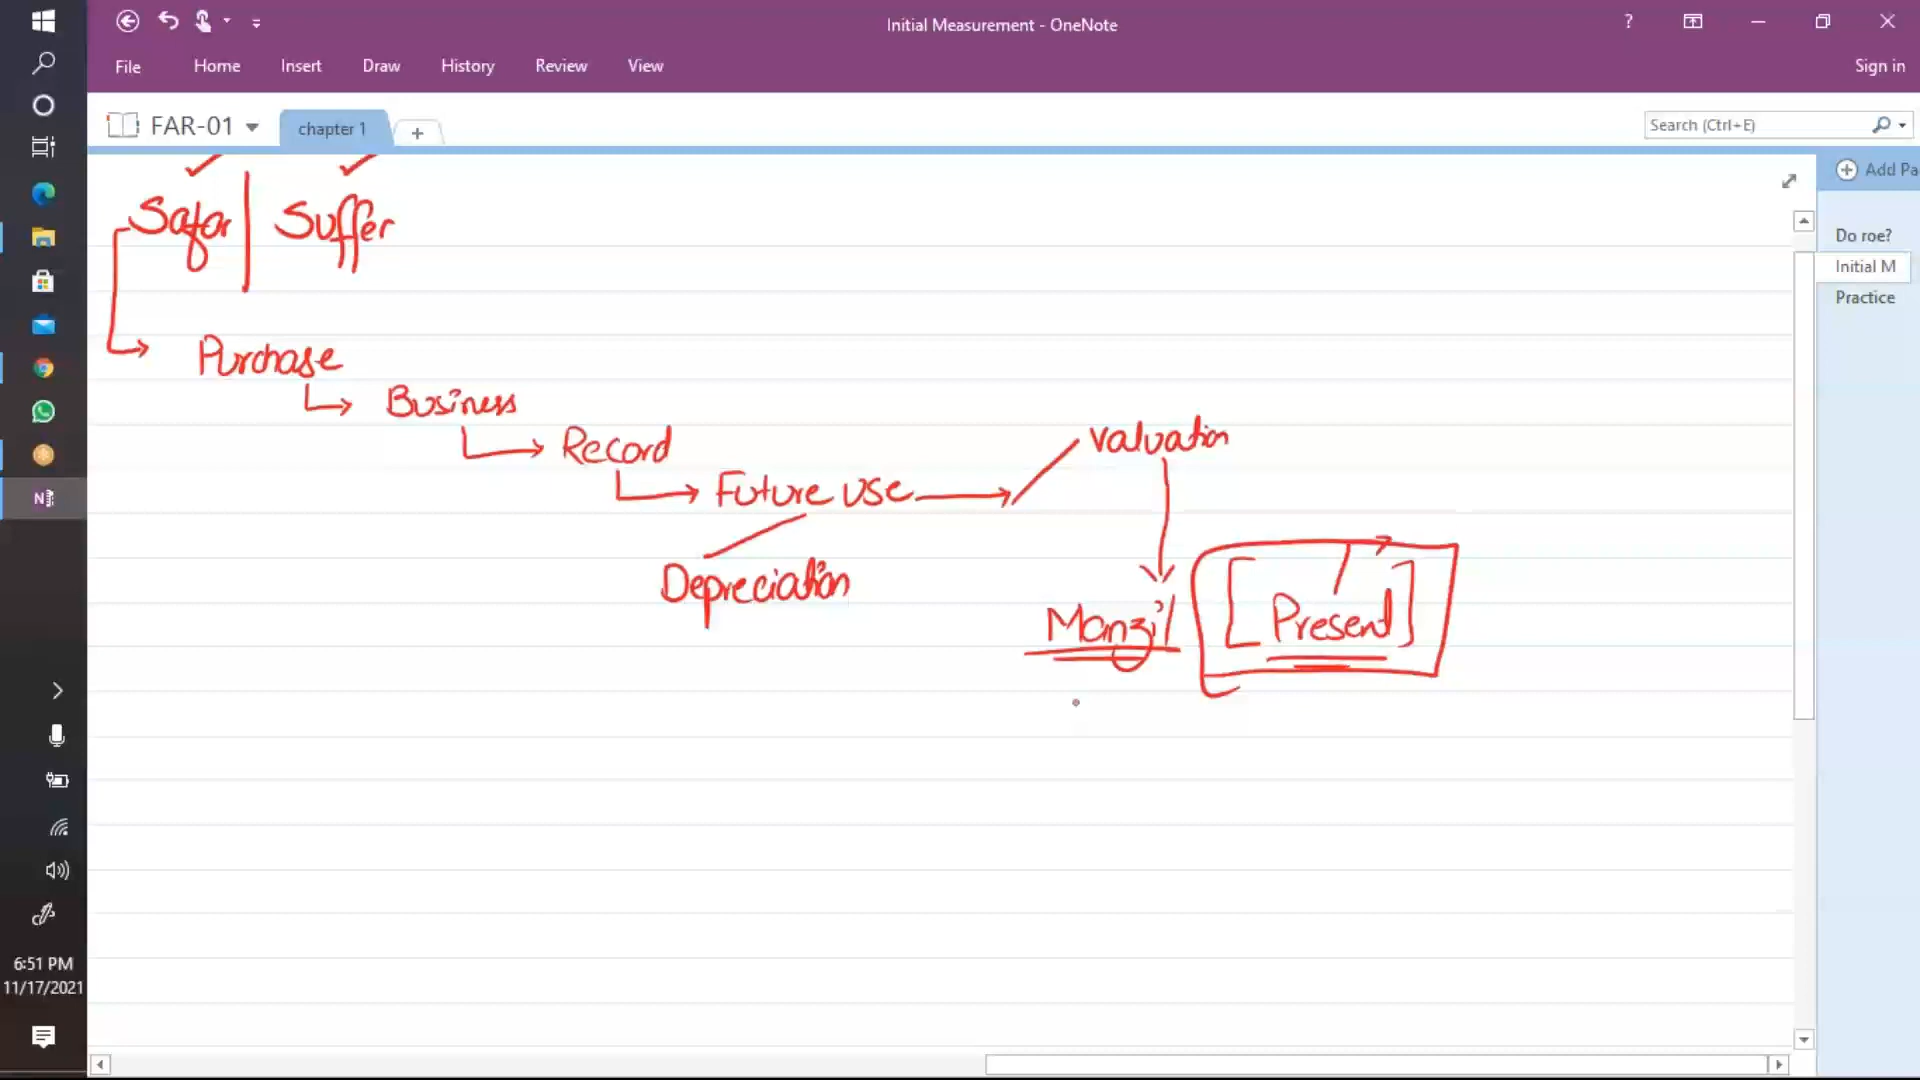 Initial Measurement - OneNote
?
File Home Insert Draw History Review View
Sign in
FAR-01 chapter 1 +
Search (Ctrl+E)
Add Pa
Do roe?
Initial M
Practice
Safar | Suffer
Purchase
Business
Record
Valuation
Future use
Depreciation
Manzil [Present]
N
6:51 PM
11/17/2021